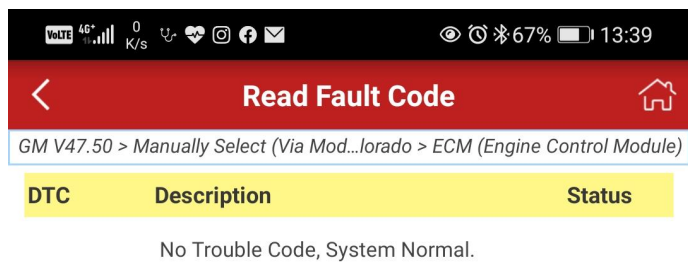 VoLTE 4G+ 0 K/s 67% 13:39
Read Fault Code
GM V47.50 > Manually Select (Via Mod...lorado > ECM (Engine Control Module)
DTC Description Status
No Trouble Code, System Normal.